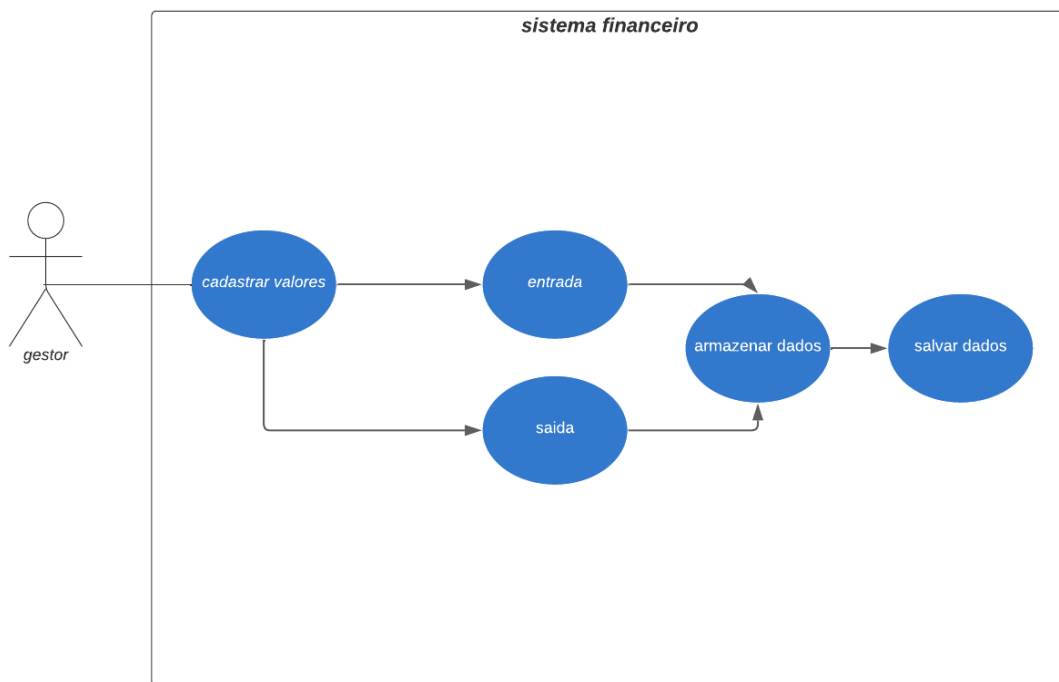 sistema financeiro
cadastrar valores
entrada
armazenar dados
salvar dados
gestor
saida